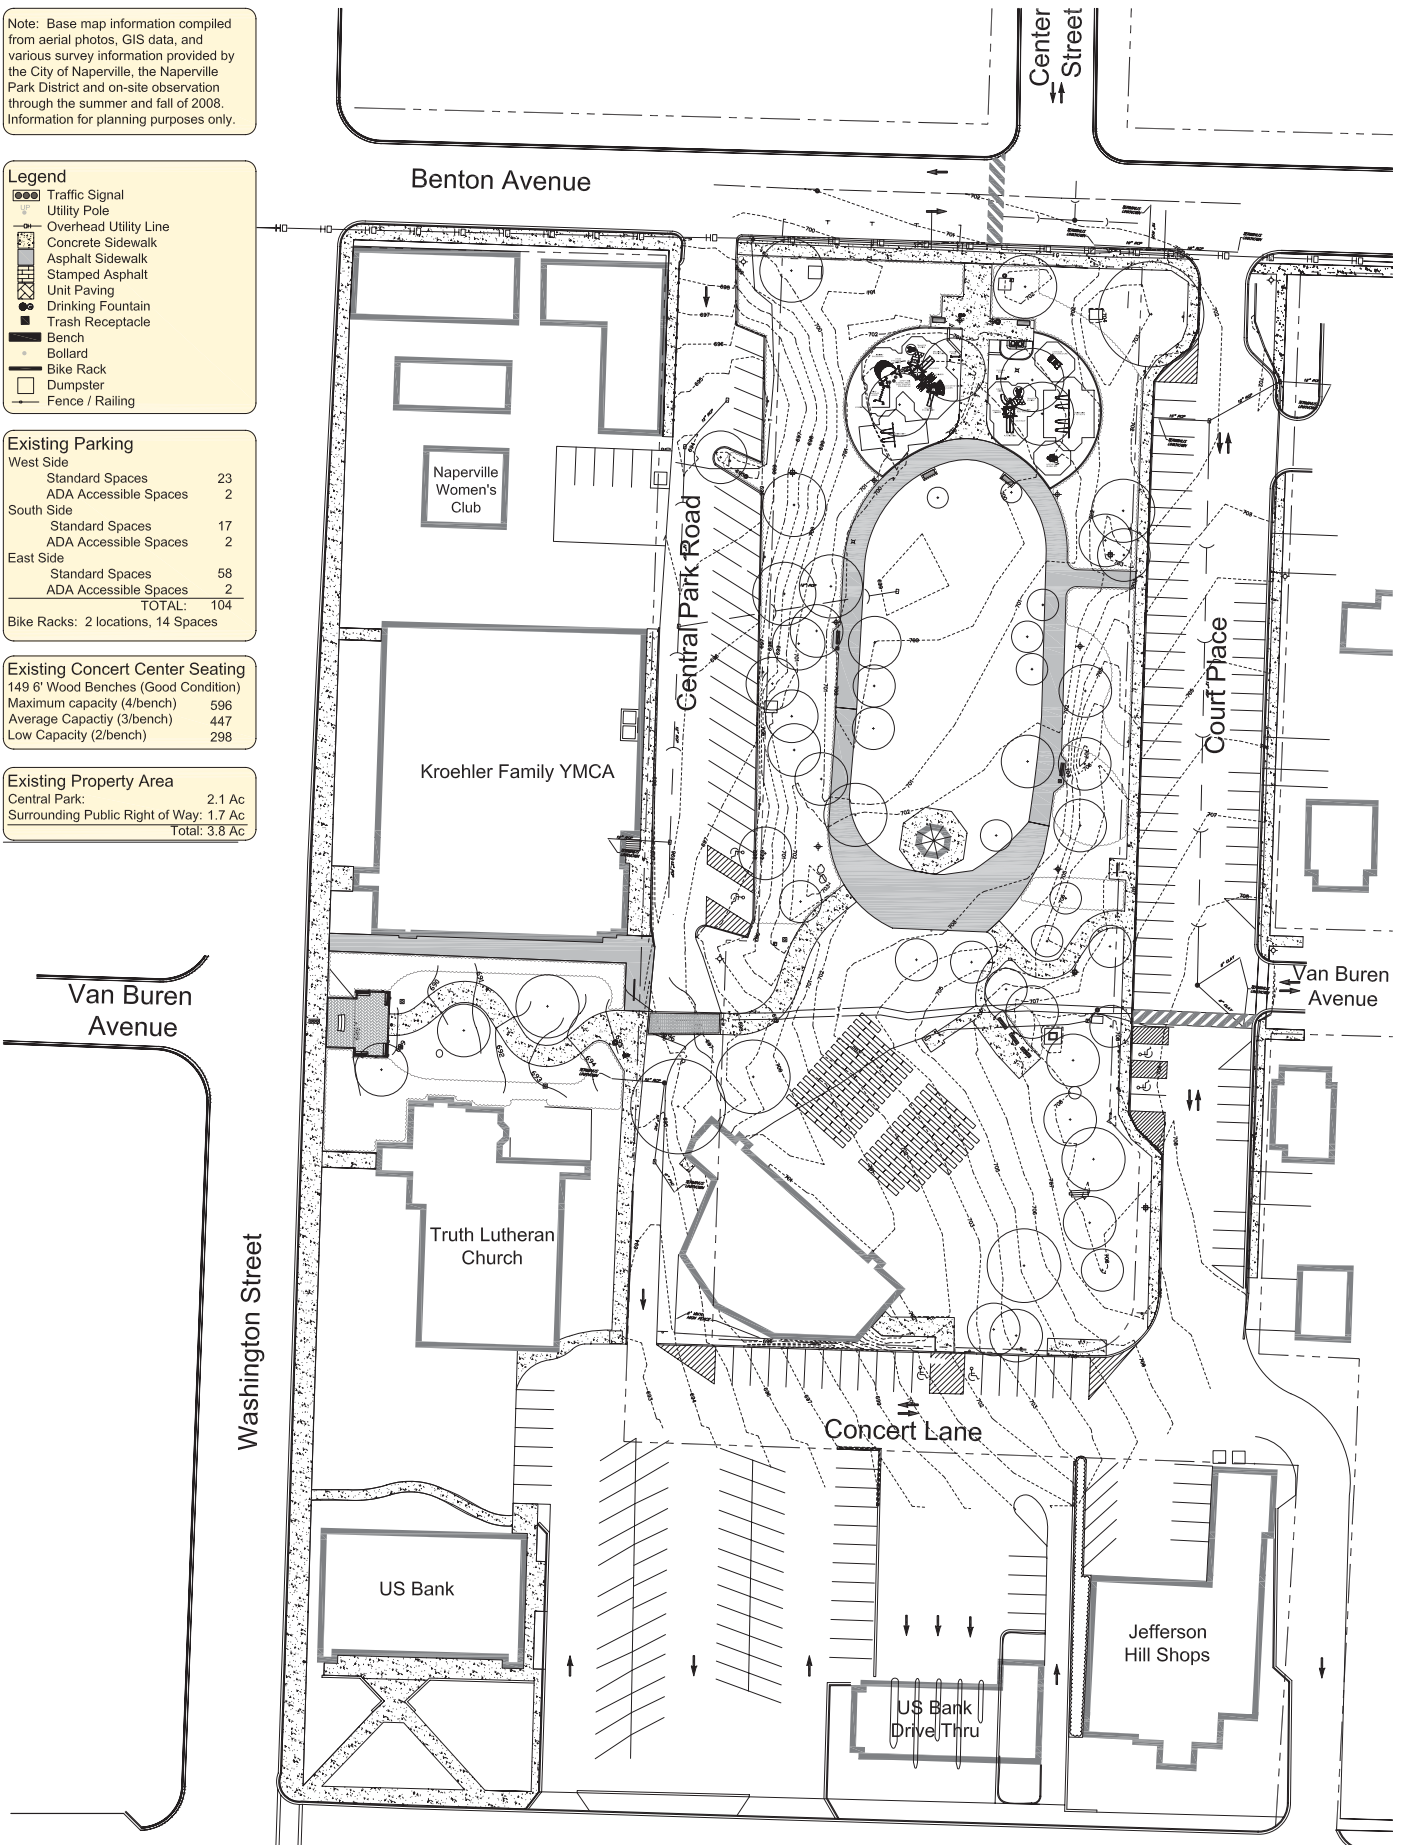 Note: Base map information compiled
from aerial photos, GIS data, and
various survey information provided by
the City of Naperville, the Naperville
Park District and on-site observation
through the summer and fall of 2008.
Information for planning purposes only.
Legend
Traffic Signal
Utility Pole
Overhead Utility Line
Concrete Sidewalk
Asphalt Sidewalk
Stamped Asphalt
Unit Paving
Drinking Fountain
Trash Receptacle
Bench
Bollard
Bike Rack
Dumpster
Fence / Railing
Existing Parking
West Side
Standard Spaces 23
ADA Accessible Spaces 2
South Side
Standard Spaces 17
ADA Accessible Spaces 2
East Side
Standard Spaces 58
ADA Accessible Spaces 2
TOTAL: 104
Bike Racks: 2 locations, 14 Spaces
Existing Concert Center Seating
149 6' Wood Benches (Good Condition)
Maximum capacity (4/bench) 596
Average Capactiy (3/bench) 447
Low Capacity (2/bench) 298
Existing Property Area
Central Park: 2.1 Ac
Surrounding Public Right of Way: 1.7 Ac
Total: 3.8 Ac
Center
Street
Benton Avenue
Naperville
Women's
Club
Central Park Road
Court Place
Kroehler Family YMCA
Van Buren
Avenue
Van Buren
Avenue
Truth Lutheran
Church
Washington Street
Concert Lane
US Bank
Jefferson
Hill Shops
US Bank
Drive Thru